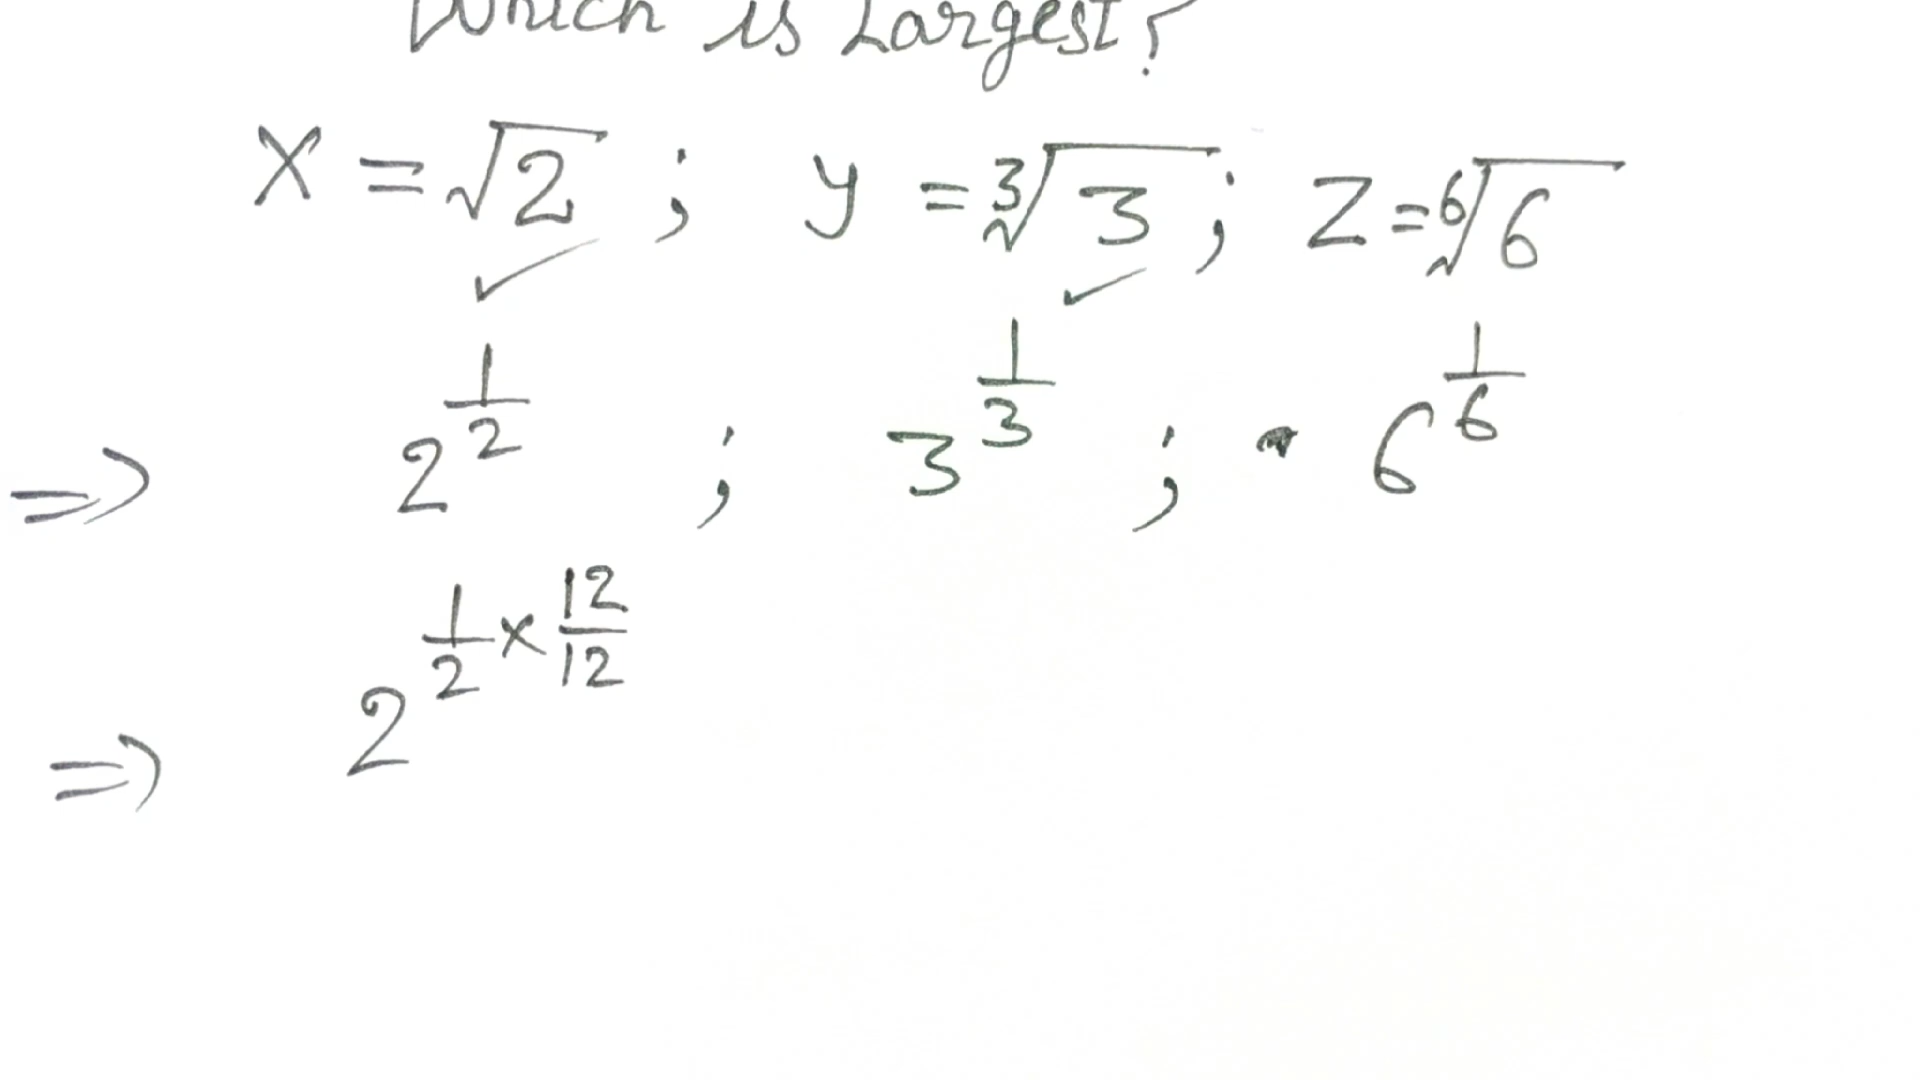 Which is Largest?
X = √2 ; y = ³√3 ; Z = ⁶√6
⇒ 2^(1/2) ; 3^(1/3) ; 6^(1/6)
⇒ 2^(1/2 × 12/12)